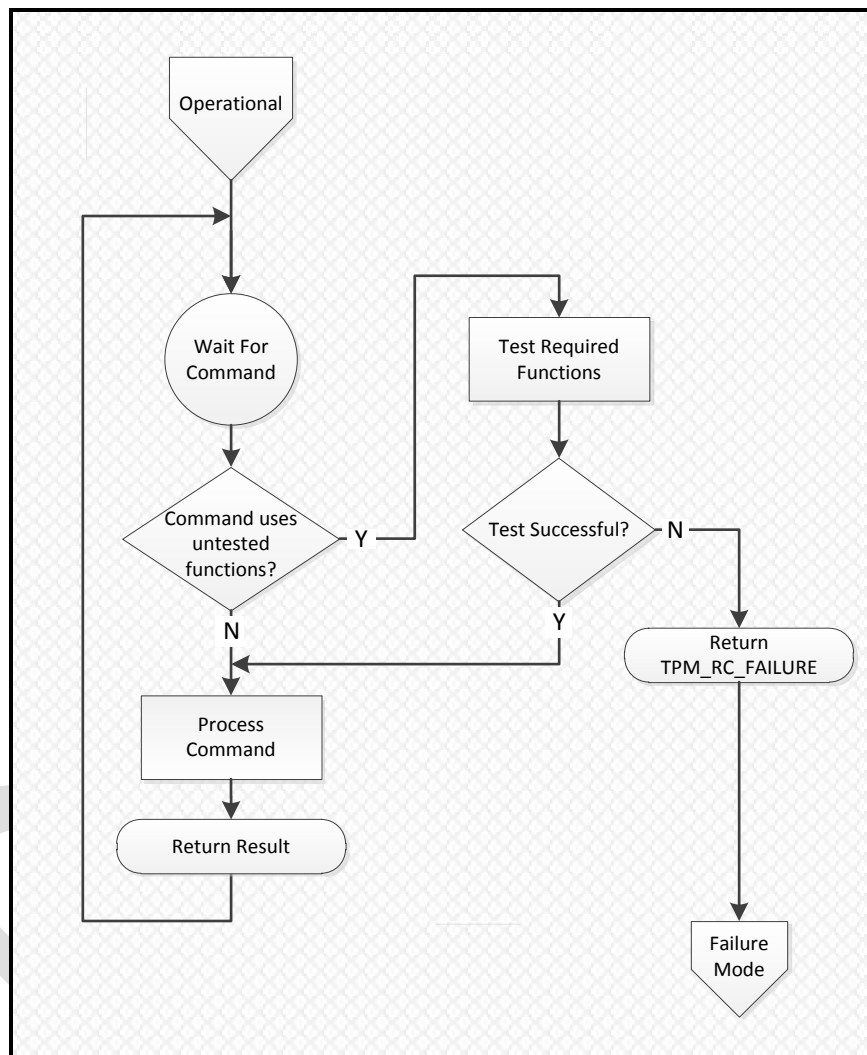 Operational
Wait For
Command
Test Required
Functions
Command uses
untested
functions?
Y
Test Successful?
N
N
Y
Return
TPM_RC_FAILURE
Process
Command
Return Result
Failure
Mode